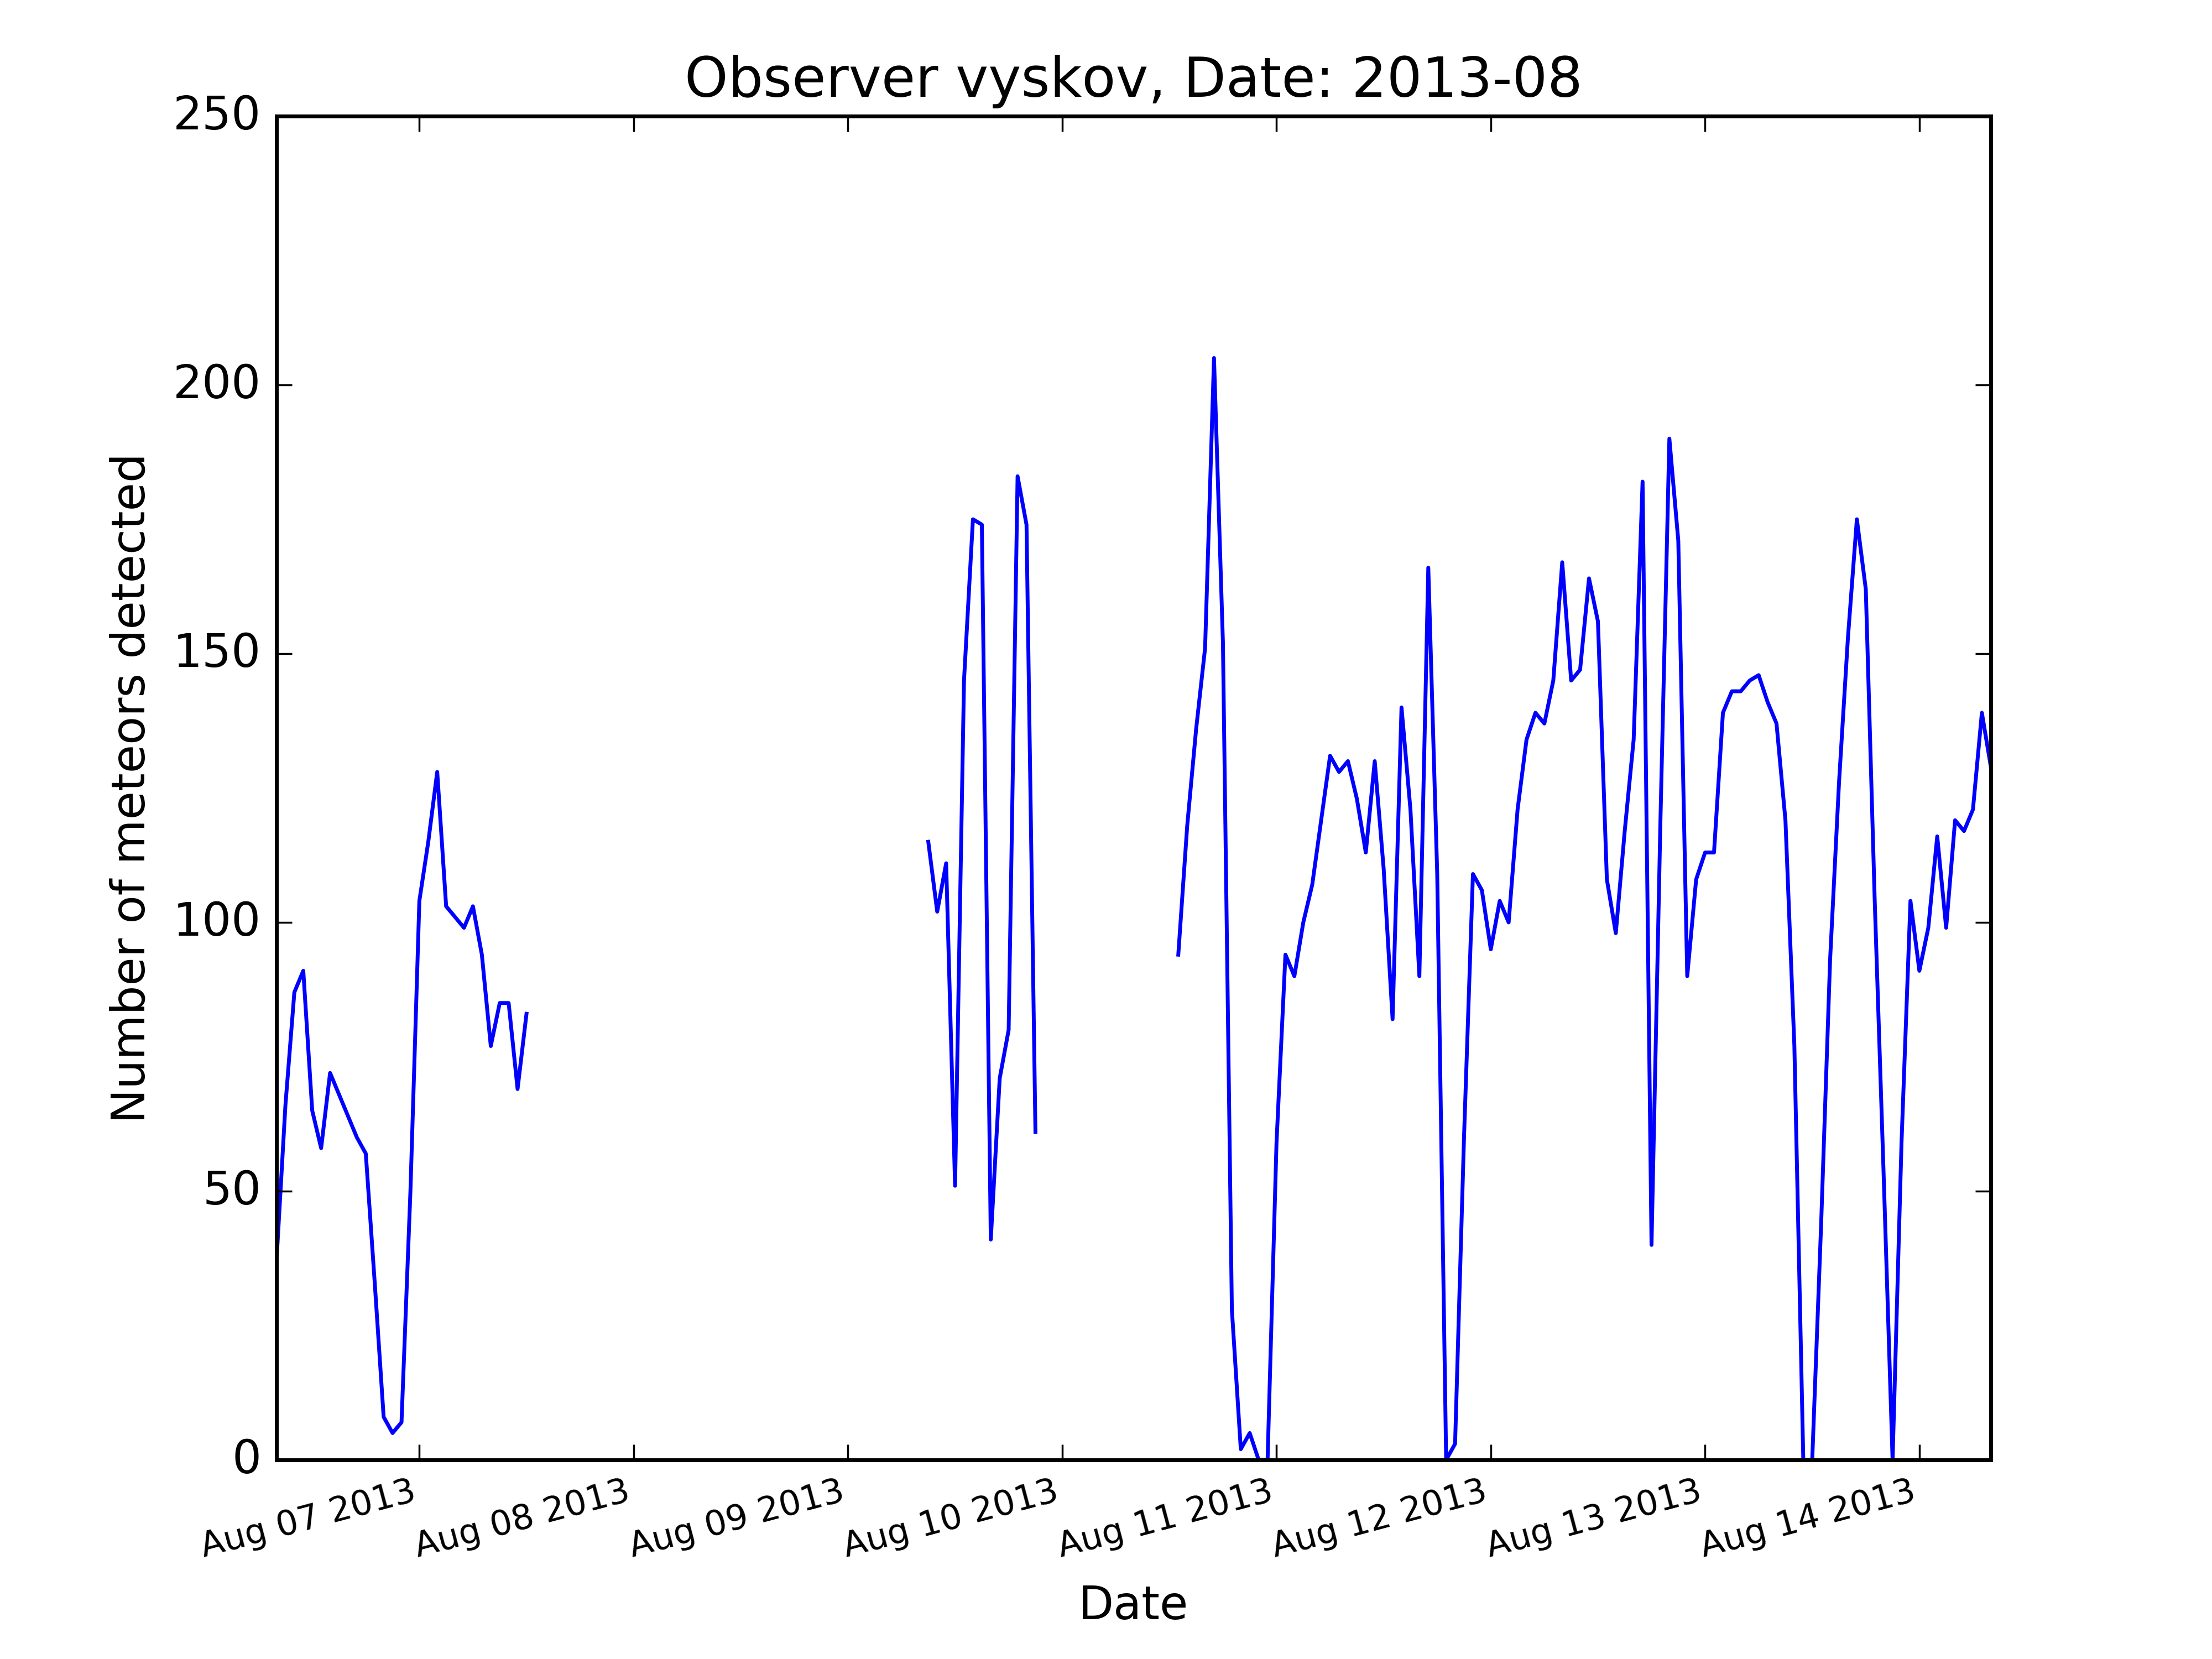 Observer vyskov, Date: 2013-08
250
200
150
100
50
0
Number of meteors detected
Aug 07 2013
Aug 08 2013
Aug 09 2013
Aug 10 2013
Aug 11 2013
Aug 12 2013
Aug 13 2013
Aug 14 2013
Date